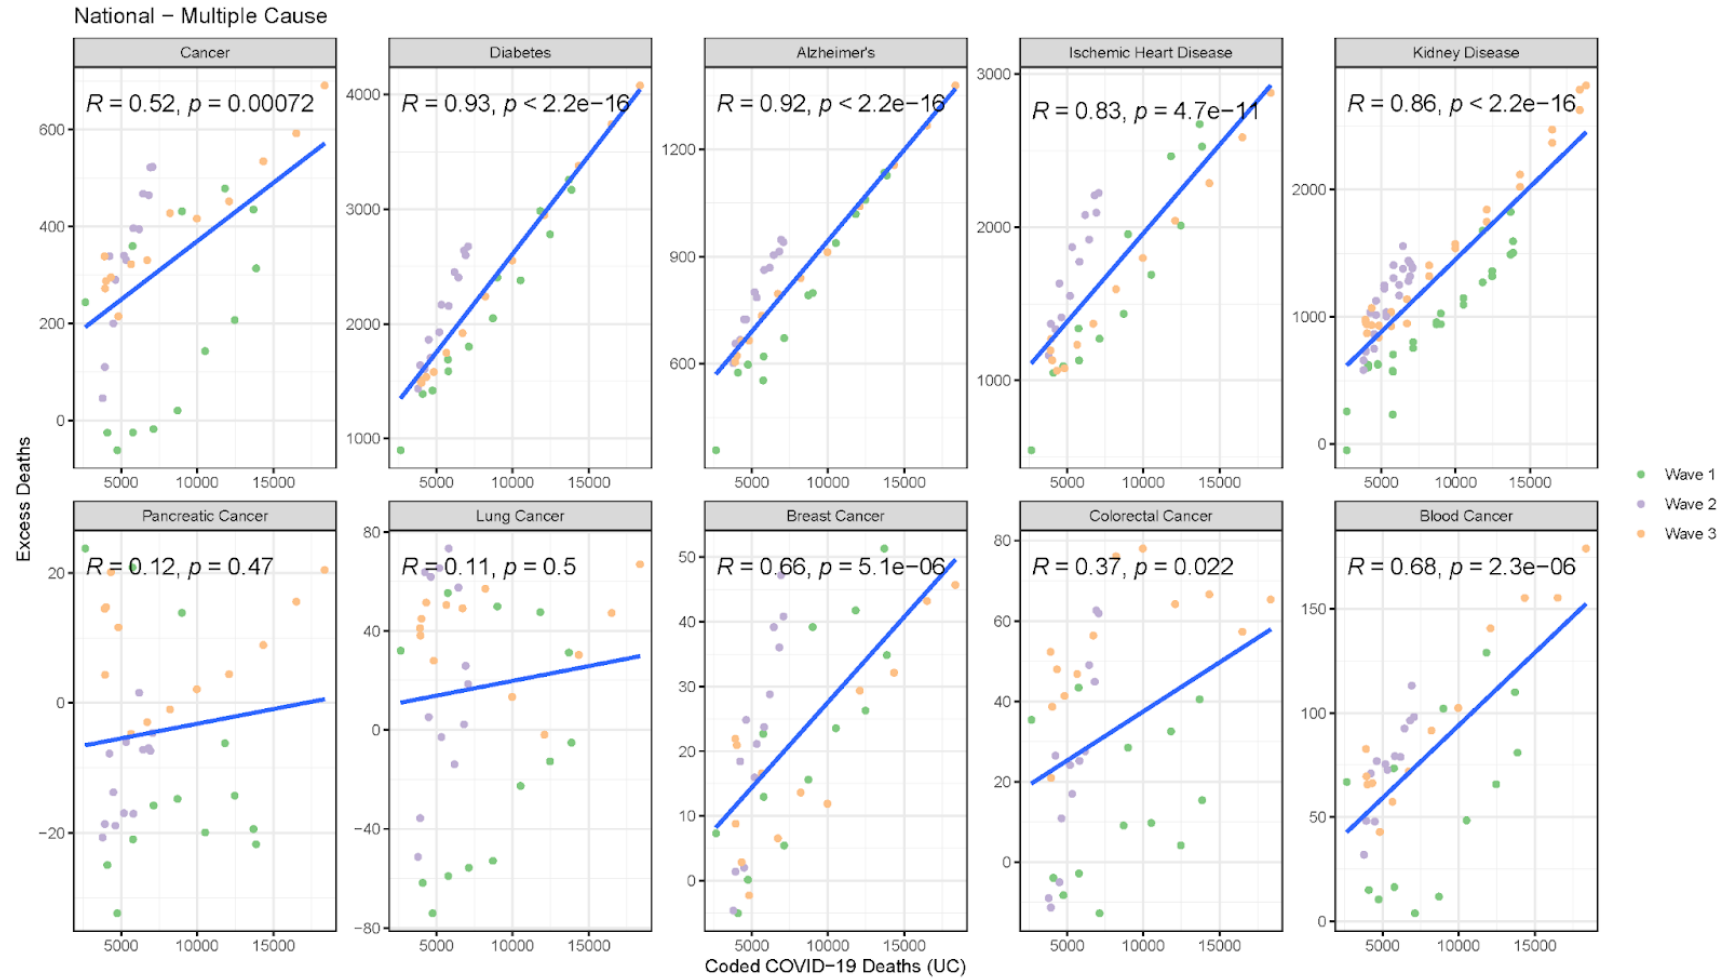 National − Multiple Cause
Cancer
Diabetes
Alzheimer's
Ischemic Heart Disease
Kidney Disease
R = 0.52, p = 0.00072
R = 0.93, p < 2.2e−16
R = 0.92, p < 2.2e−16
R = 0.83, p = 4.7e−11
R = 0.86, p < 2.2e−16
600
400
200
0
4000
3000
2000
1000
1200
900
600
3000
2000
1000
2000
1000
0
5000 10000 15000
5000 10000 15000
5000 10000 15000
5000 10000 15000
5000 10000 15000
Excess Deaths
Pancreatic Cancer
Lung Cancer
Breast Cancer
Colorectal Cancer
Blood Cancer
R = 0.12, p = 0.47
R = 0.11, p = 0.5
R = 0.66, p = 5.1e−06
R = 0.37, p = 0.022
R = 0.68, p = 2.3e−06
20
0
−20
80
40
0
−40
−80
50
40
30
20
10
0
80
60
40
20
0
150
100
50
0
5000 10000 15000
5000 10000 15000
5000 10000 15000
5000 10000 15000
5000 10000 15000
Coded COVID−19 Deaths (UC)
Wave 1
Wave 2
Wave 3